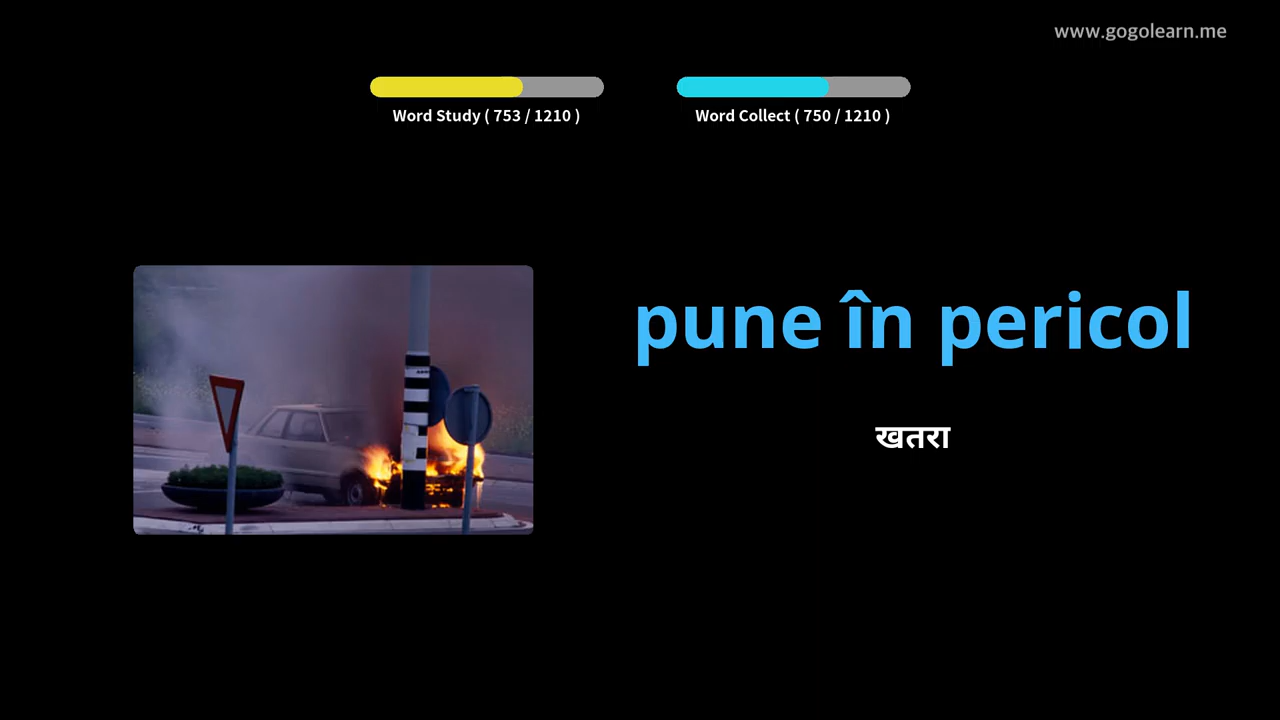 www.gogolearn.me
Word Study ( 753 / 1210 )
Word Collect ( 750 / 1210 )
pune în pericol
खतरा